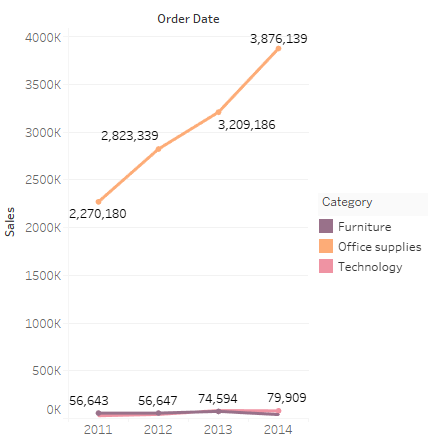 Order Date
4000K
3500K
3000K
2500K
2000K
1500K
1000K
500K
0K
Sales
3,876,139
2,823,339
3,209,186
2,270,180
56,643
56,647
74,594
79,909
2011
2012
2013
2014
Category
Furniture
Office supplies
Technology